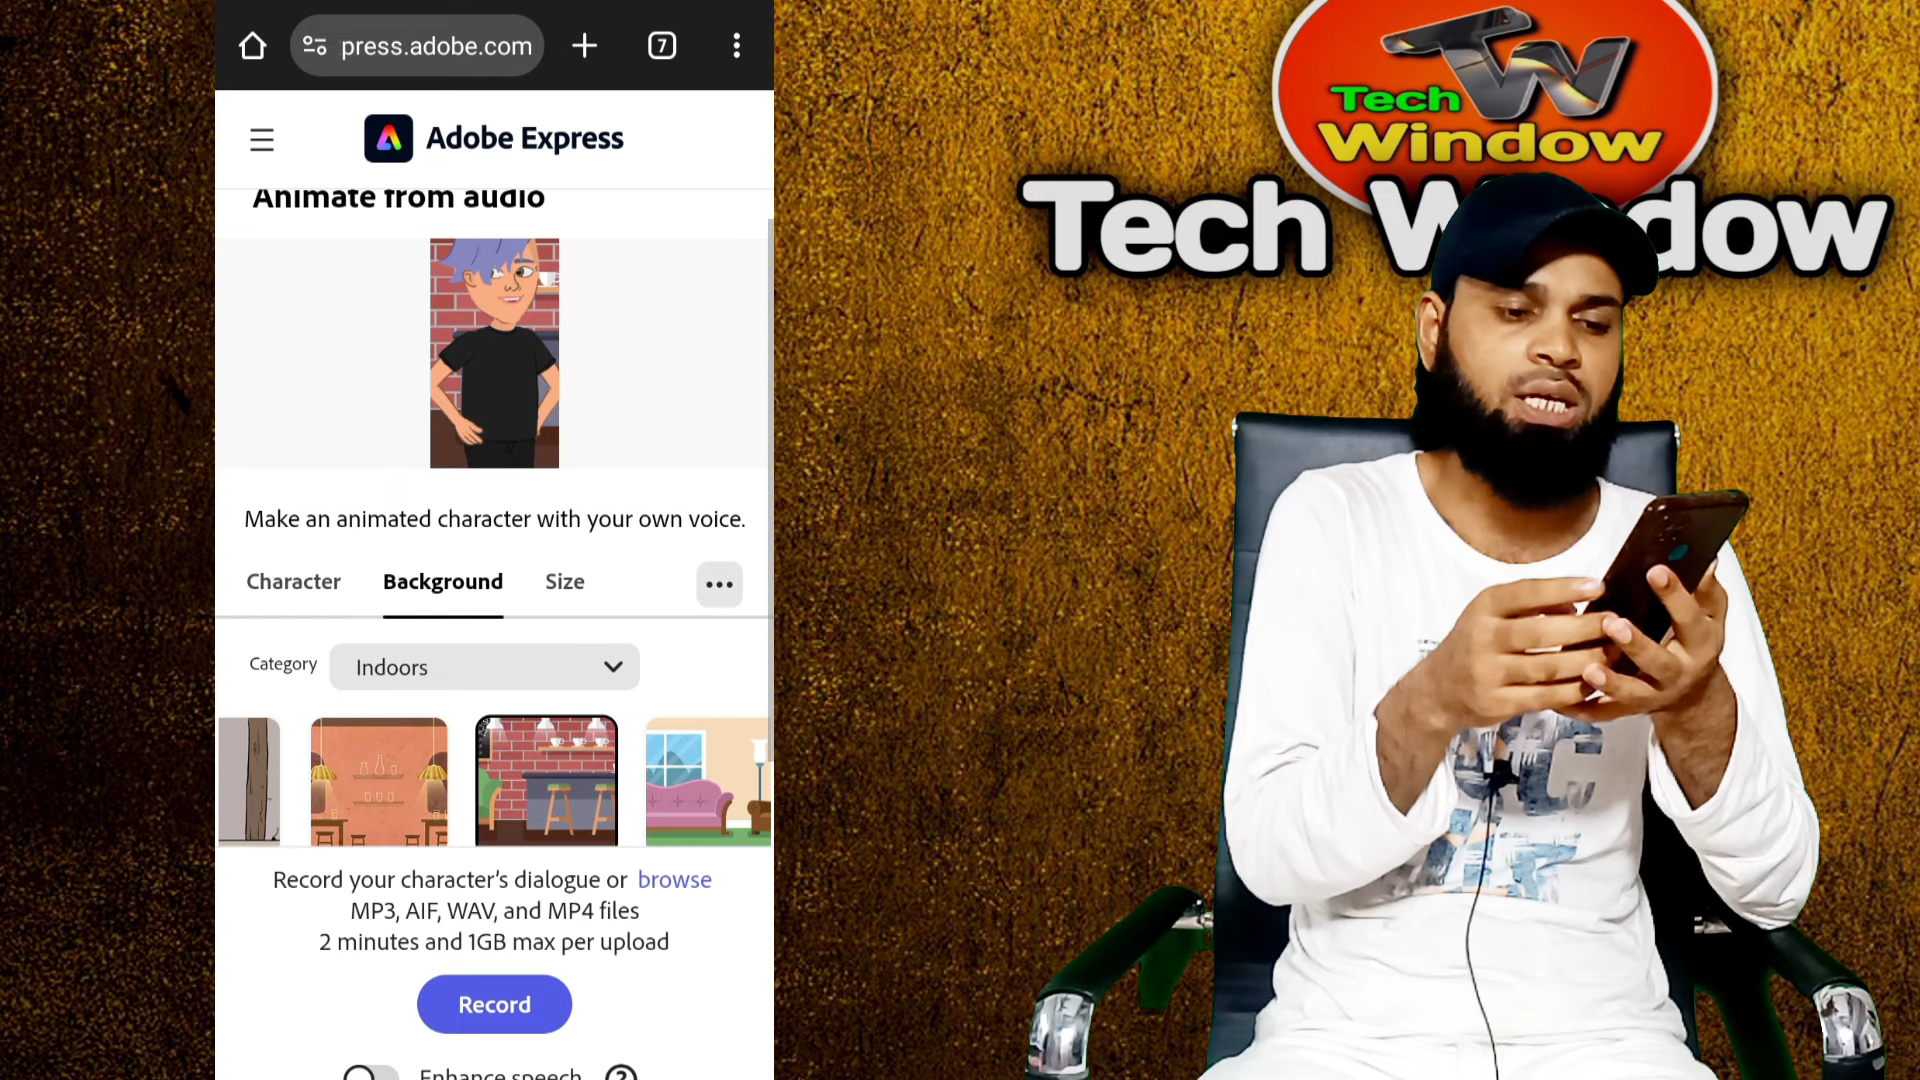 press.adobe.com
7
Adobe Express
Animate from audio
Make an animated character with your own voice.
Character
Background
Size
Category
Indoors
Record your character's dialogue or browse
MP3, AIF, WAV, and MP4 files
2 minutes and 1GB max per upload
Record
Enhance speech
?
TW
Tech
Window
Tech W dow